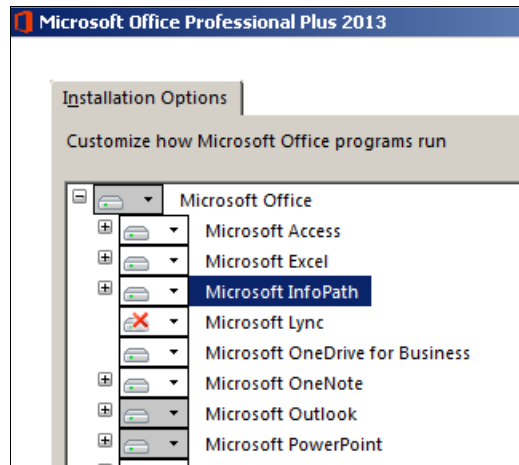 Microsoft Office Professional Plus 2013
Installation Options
Customize how Microsoft Office programs run
Microsoft Office
Microsoft Access
Microsoft Excel
Microsoft InfoPath
Microsoft Lync
Microsoft OneDrive for Business
Microsoft OneNote
Microsoft Outlook
Microsoft PowerPoint